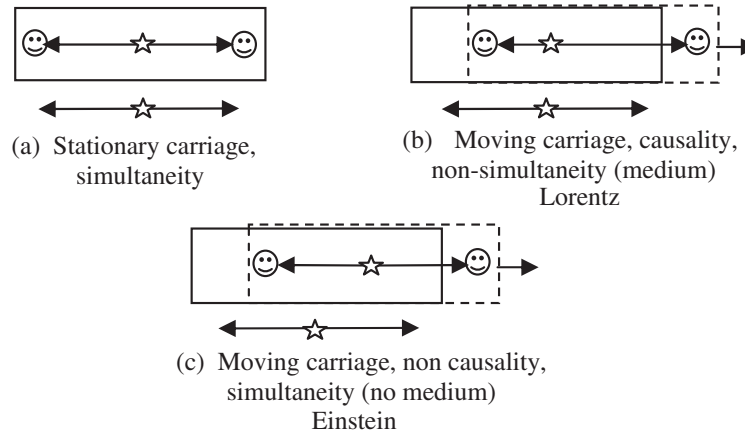 (a) Stationary carriage,
simultaneity
(b) Moving carriage, causality,
non-simultaneity (medium)
Lorentz
(c) Moving carriage, non causality,
simultaneity (no medium)
Einstein